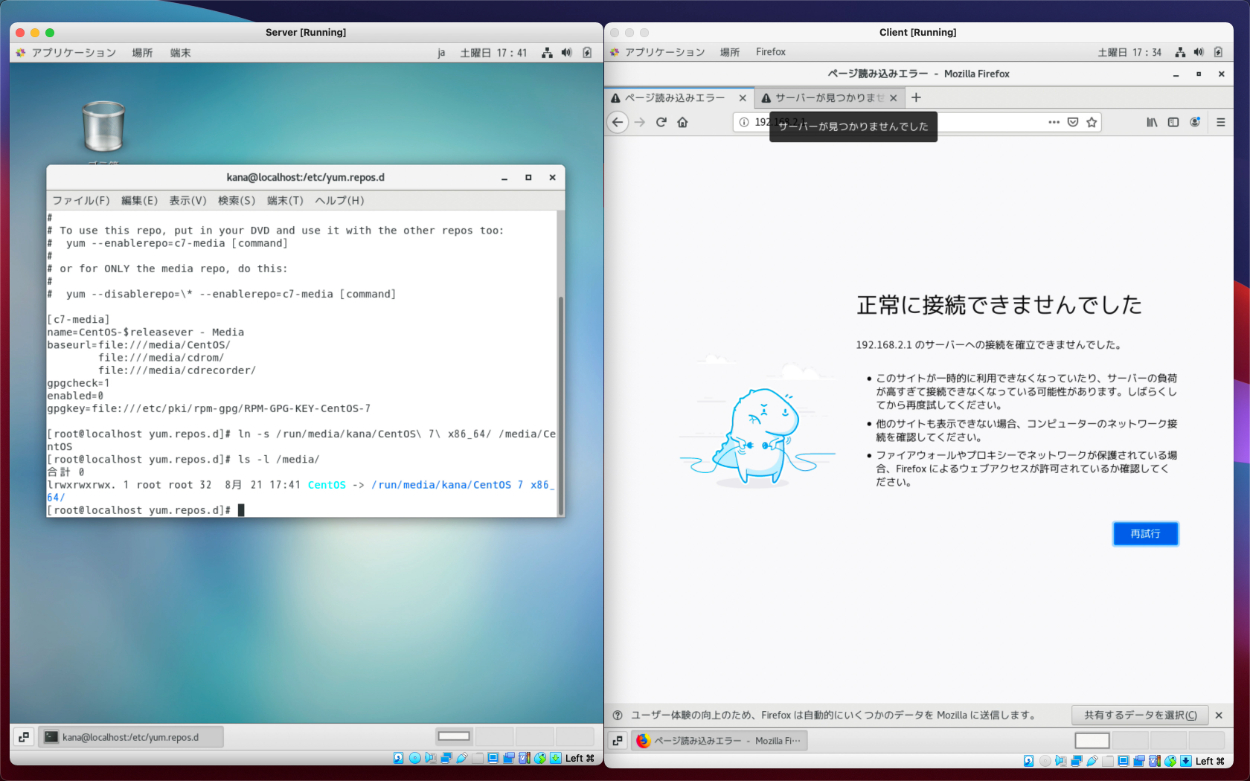 Server [Running]
アプリケーション 場所 端末 ja 土曜日 17：41
kana@localhost:/etc/yum.repos.d
ファイル(F) 編集(E) 表示(V) 検索(S) 端末(T) ヘルプ(H)
#
# To use this repo, put in your DVD and use it with the other repos too:
#  yum --enablerepo=c7-media [command]
#
# or for ONLY the media repo, do this:
#
#  yum --disablerepo=\* --enablerepo=c7-media [command]
[c7-media]
name=CentOS-$releasever - Media
baseurl=file:///media/CentOS/
        file:///media/cdrom/
        file:///media/cdrecorder/
gpgcheck=1
enabled=0
gpgkey=file:///etc/pki/rpm-gpg/RPM-GPG-KEY-CentOS-7
[root@localhost yum.repos.d]# ln -s /run/media/kana/CentOS\ 7\ x86_64/ /media/Ce
ntOS
[root@localhost yum.repos.d]# ls -l /media/
合計 0
lrwxrwxrwx. 1 root root 32  8月 21 17:41 CentOS -> /run/media/kana/CentOS 7 x86_
64/
[root@localhost yum.repos.d]#
kana@localhost:/etc/yum.repos.d
Left ⌘
Client [Running]
アプリケーション 場所 Firefox 土曜日 17：34
ページ読み込みエラー - Mozilla Firefox
ページ読み込みエラー サーバーが見つかりませ
192.168.2.1
サーバーが見つかりませんでした
正常に接続できませんでした
192.168.2.1 のサーバーへの接続を確立できませんでした。
• このサイトが一時的に利用できなくなっていたり、サーバーの負荷
が高すぎて接続できなくなっている可能性があります。しばらくし
てから再度試してください。
• 他のサイトも表示できない場合、コンピューターのネットワーク接
続を確認してください。
• ファイアウォールやプロキシーでネットワークが保護されている場
合、Firefox によるウェブアクセスが許可されているか確認してく
ださい。
再試行
ユーザー体験の向上のため、Firefox は自動的にいくつかのデータを Mozilla に送信します。 共有するデータを選択(C)
ページ読み込みエラー - Mozilla Fi…
Left ⌘